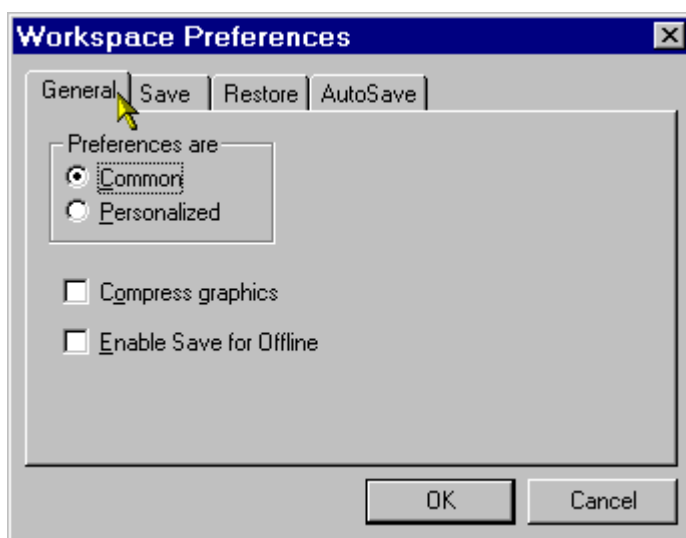 Workspace Preferences
General Save Restore AutoSave
Preferences are
Common
Personalized
Compress graphics
Enable Save for Offline
OK Cancel